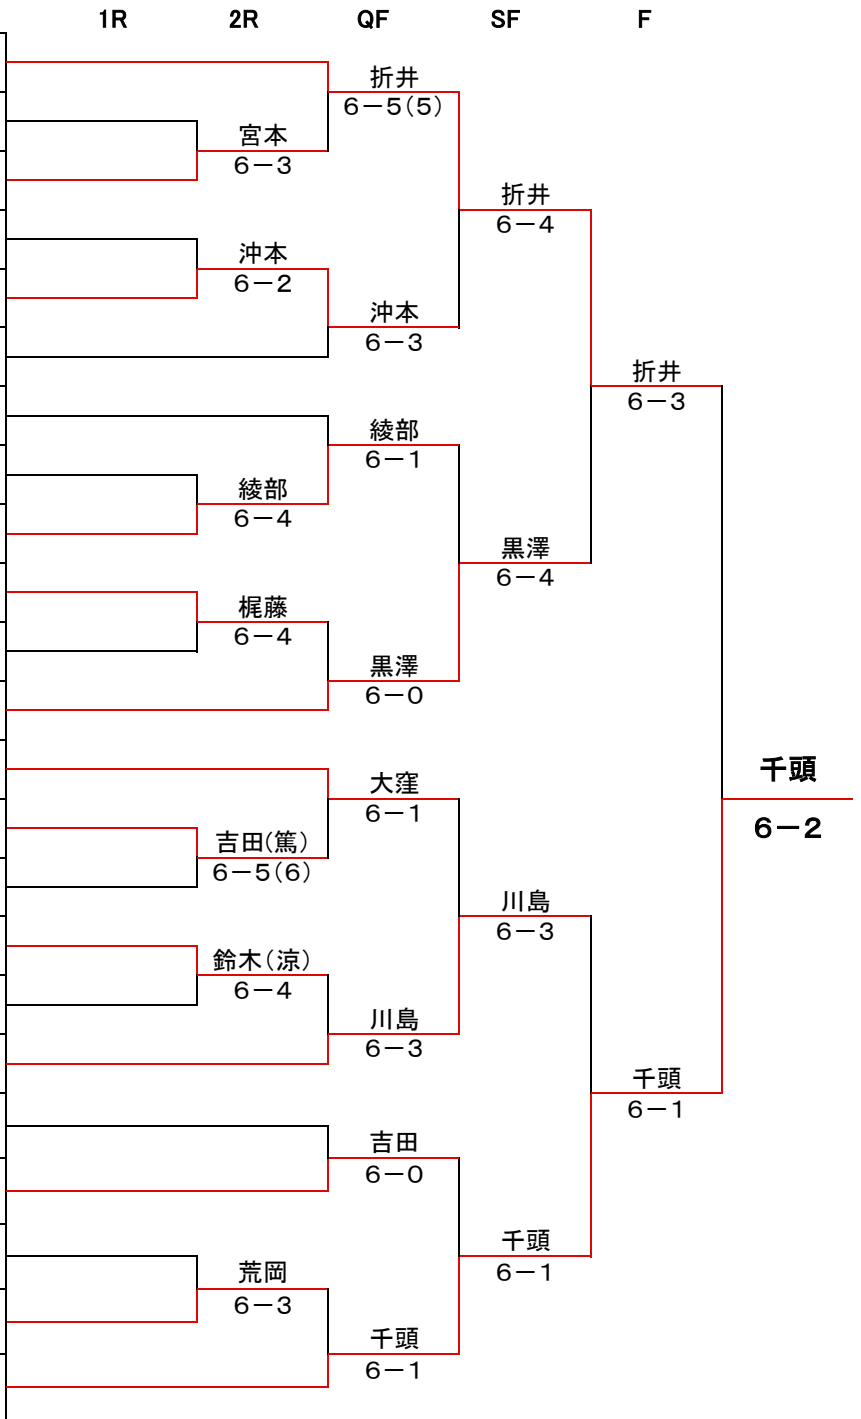 1R 2R QF SF F
折井
6－5(5)
宮本
6－3
折井
6－4
沖本
6－2
沖本
6－3
折井
6－3
綾部
6－1
綾部
6－4
黒澤
6－4
梶藤
6－4
黒澤
6－0
千頭
6－2
大窪
6－1
吉田(篤)
6－5(6)
川島
6－3
鈴木(涼)
6－4
川島
6－3
千頭
6－1
吉田
6－0
千頭
6－1
荒岡
6－3
千頭
6－1